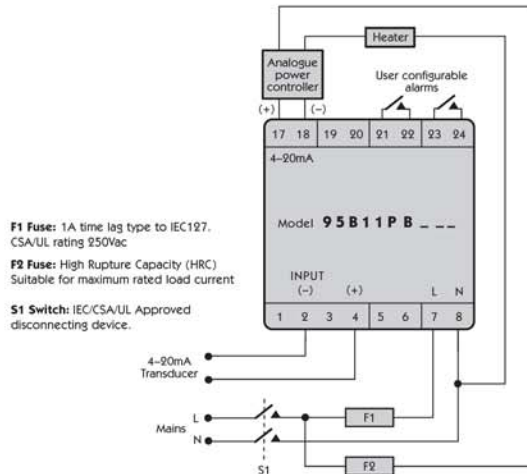 Heater
Analogue
power
controller
User configurable
alarms
(+) (–)
17 18 19 20 21 22 23 24
4–20mA
F1 Fuse: 1A time lag type to IEC127.
CSA/UL rating 250Vac
F2 Fuse: High Rupture Capacity (HRC)
Suitable for maximum rated load current
S1 Switch: IEC/CSA/UL Approved
disconnecting device.
Model 95B11PB _ _ _
INPUT
(–) (+) L N
1 2 3 4 5 6 7 8
4–20mA
Transducer
Mains
L
N
F1
F2
S1